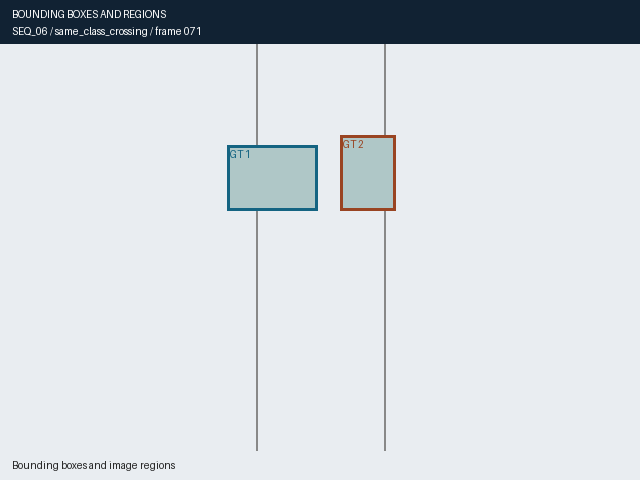 BOUNDING BOXES AND REGIONS
SEQ_06 / same_class_crossing / frame 071
GT1
GT2
Bounding boxes and image regions